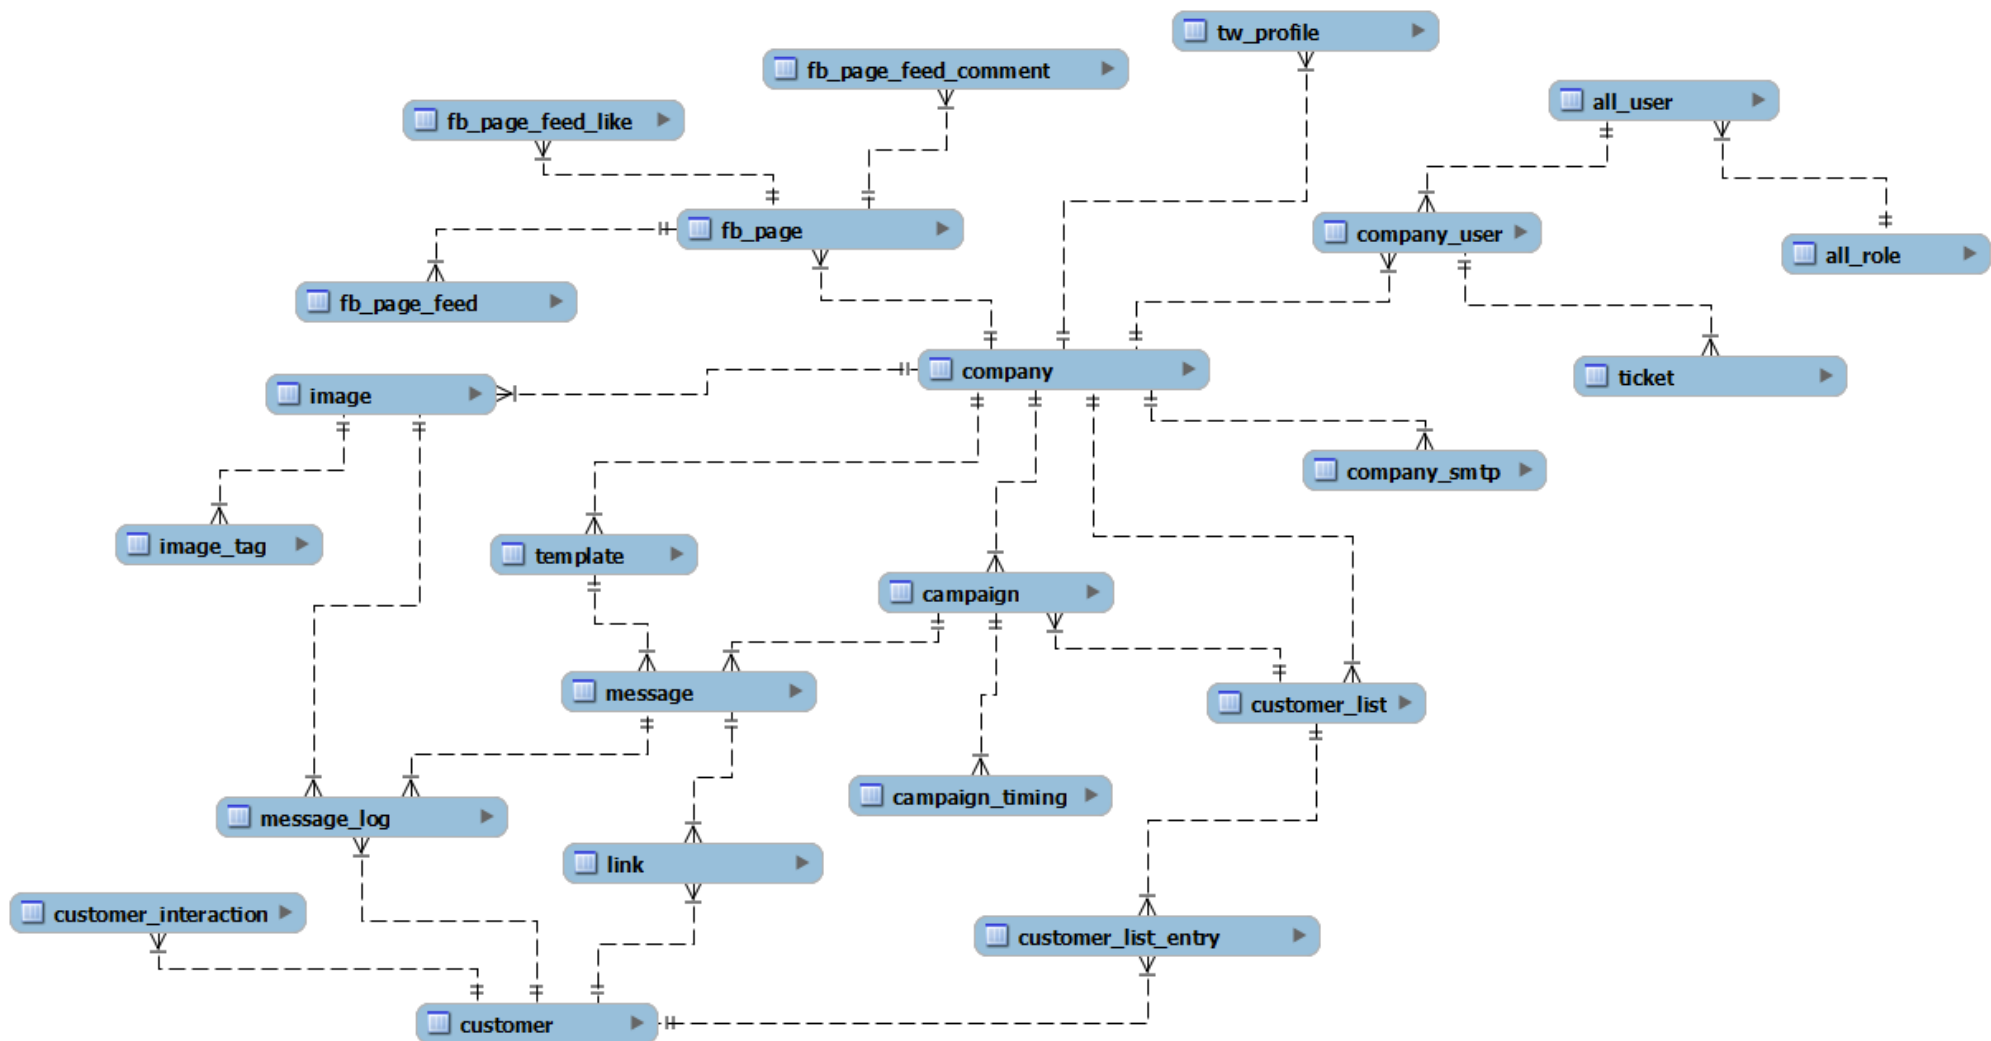 tw_profile
fb_page_feed_comment
all_user
fb_page_feed_like
fb_page
company_user
all_role
fb_page_feed
company
ticket
image
company_smtp
image_tag
template
campaign
message
customer_list
campaign_timing
message_log
link
customer_interaction
customer_list_entry
customer